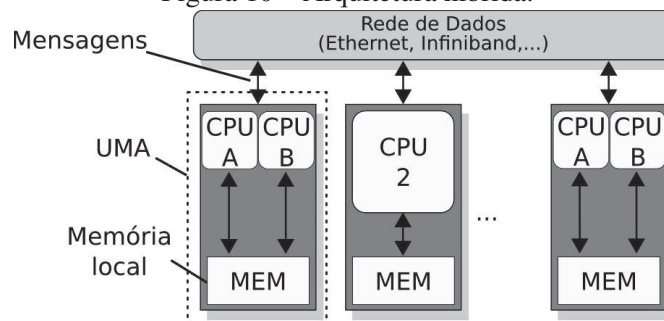 Figura 10 – Arquitetura híbrida.
Rede de Dados
(Ethernet, Infiniband,...)
Mensagens
UMA
CPU
A
CPU
B
CPU
2
CPU
A
CPU
B
...
Memória
local
MEM
MEM
MEM